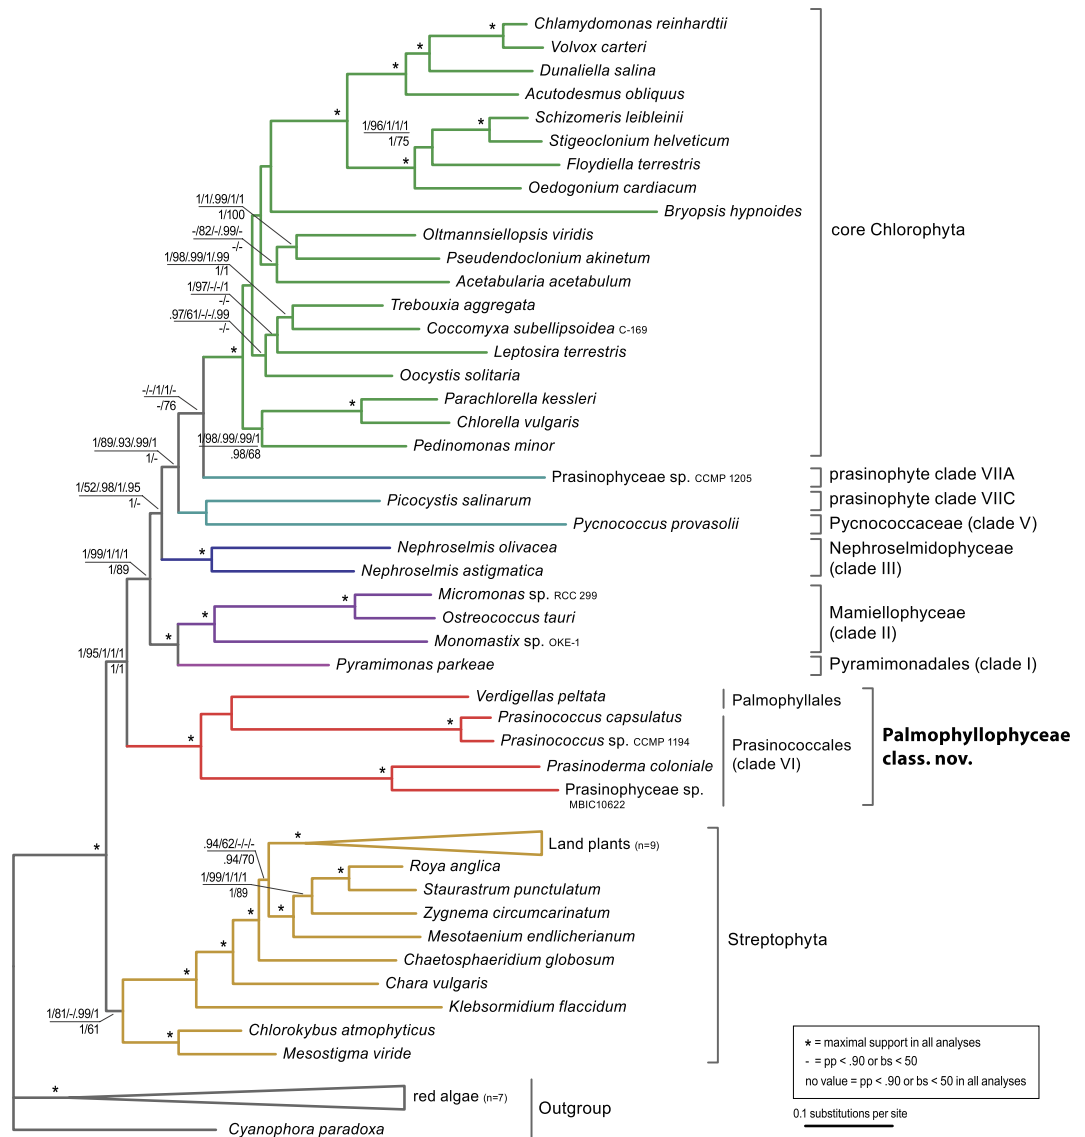 Chlamydomonas reinhardtii
Volvox carteri
Dunaliella salina
Acutodesmus obliquus
Schizomeris leibleinii
Stigeoclonium helveticum
Floydiella terrestris
Oedogonium cardiacum
Bryopsis hypnoides
Oltmannsiellopsis viridis
Pseudendoclonium akinetum
Acetabularia acetabulum
Trebouxia aggregata
Coccomyxa subellipsoidea C-169
Leptosira terrestris
Oocystis solitaria
Parachlorella kessleri
Chlorella vulgaris
Pedinomonas minor
Prasinophyceae sp. CCMP 1205
Picocystis salinarum
Pycnococcus provasolii
Nephroselmis olivacea
Nephroselmis astigmatica
Micromonas sp. RCC 299
Ostreococcus tauri
Monomastix sp. OKE-1
Pyramimonas parkeae
Verdigellas peltata
Prasinococcus capsulatus
Prasinococcus sp. CCMP 1194
Prasinoderma coloniale
Prasinophyceae sp.
MBIC10622
Land plants (n=9)
Roya anglica
Staurastrum punctulatum
Zygnema circumcarinatum
Mesotaenium endlicherianum
Chaetosphaeridium globosum
Chara vulgaris
Klebsormidium flaccidum
Chlorokybus atmophyticus
Mesostigma viride
red algae (n=7)
Cyanophora paradoxa
core Chlorophyta
prasinophyte clade VIIA
prasinophyte clade VIIC
Pycnococcaceae (clade V)
Nephroselmidophyceae
(clade III)
Mamiellophyceae
(clade II)
Pyramimonadales (clade I)
Palmophyllales
Prasinococcales
(clade VI)
Palmophyllophyceae
class. nov.
Streptophyta
Outgroup
*
*
*
*
*
*
1/96/1/1/1
1/75
1/1/.99/1/1
1/100
-/82/-/.99/-
-/-
1/98/.99/1/.99
1/1
1/97/-/-/1
-/-
.97/61/-/-/.99
-/-
*
*
1/98/.99/.99/1
.98/68
-/-/1/1/-
-/76
1/89/.93/.99/1
1/-
1/52/.98/1/.95
1/-
*
1/99/1/1/1
1/89
*
*
*
1/95/1/1/1
1/1
*
*
*
*
*
.94/62/-/-/-
.94/70
1/99/1/1/1
1/89
*
*
*
*
*
1/81/-/.99/1
1/61
*
*
* = maximal support in all analyses
- = pp < .90 or bs < 50
no value = pp < .90 or bs < 50 in all analyses
0.1 substitutions per site